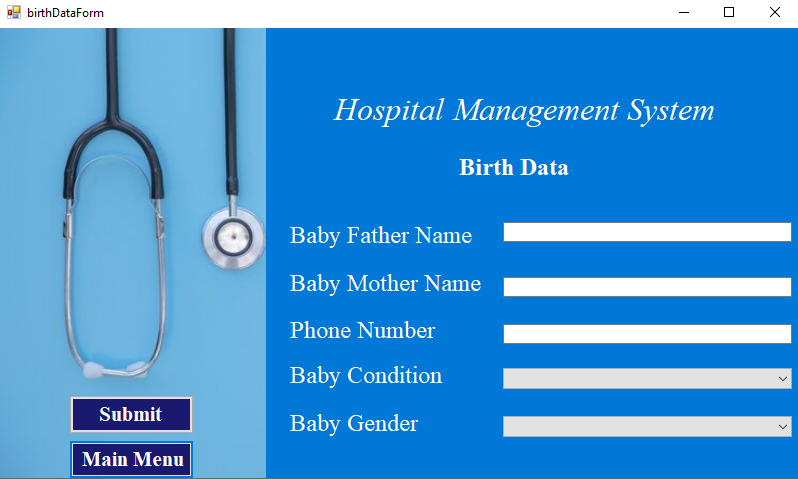 birthDataForm
Hospital Management System
Birth Data
Baby Father Name
Baby Mother Name
Phone Number
Baby Condition
Baby Gender
Submit
Main Menu